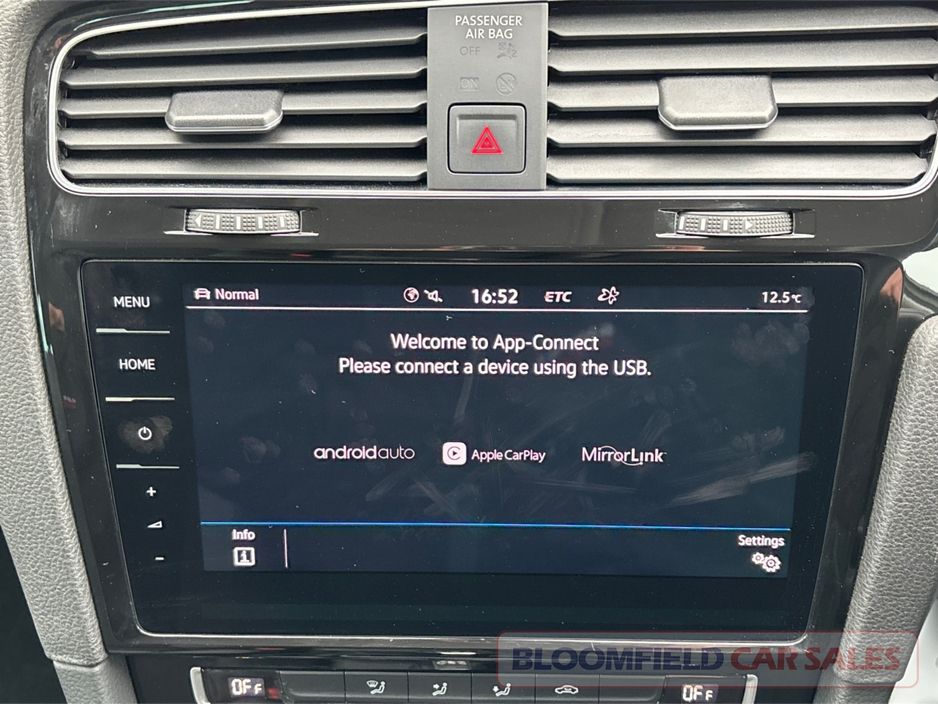 PASSENGER
AIR BAG
OFF
ON
MENU
Normal
16:52
ETC
12.5℃
Welcome to App-Connect
Please connect a device using the USB.
HOME
androidauto
Apple CarPlay
MirrorLink
+
-
Info
Settings
BLOOMFIELD CAR SALES
OFF
OFF